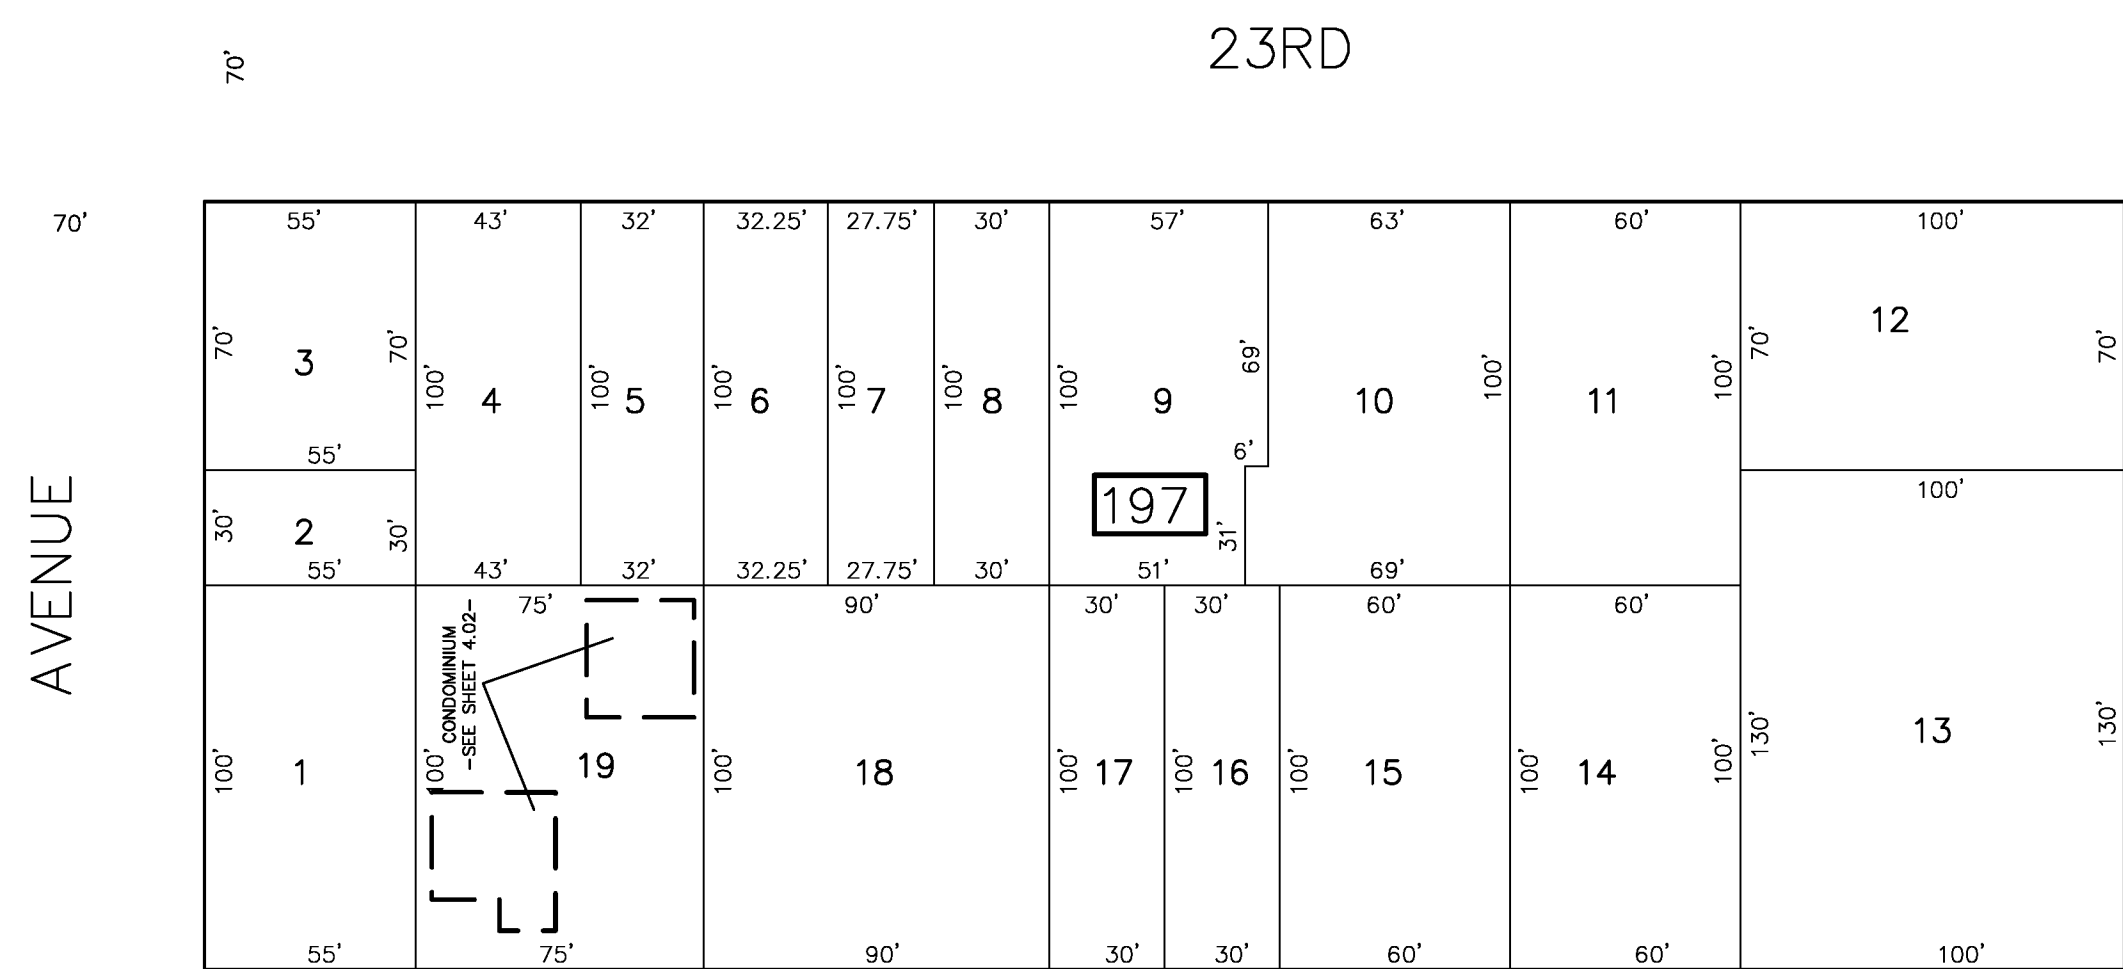 23RD
70'
70'
55' 43' 32' 32.25' 27.75' 30' 57' 63' 60' 100'
12
70' 70' 69' 70' 70'
3
100' 100' 100' 100' 100' 100' 100' 100'
4 5 6 7 8 9 10 11
55' 6'
100'
197
30' 2 30' 31'
55' 43' 32' 32.25' 27.75' 30' 51' 69'
75' 90' 30' 30' 60' 60'
AVENUE
CONDOMINIUM
-SEE SHEET 4.02-
130' 13 130'
100' 1 100' 19 100' 18 100' 17 100' 16 100' 15 100' 14 100'
55' 75' 90' 30' 30' 60' 60' 100'